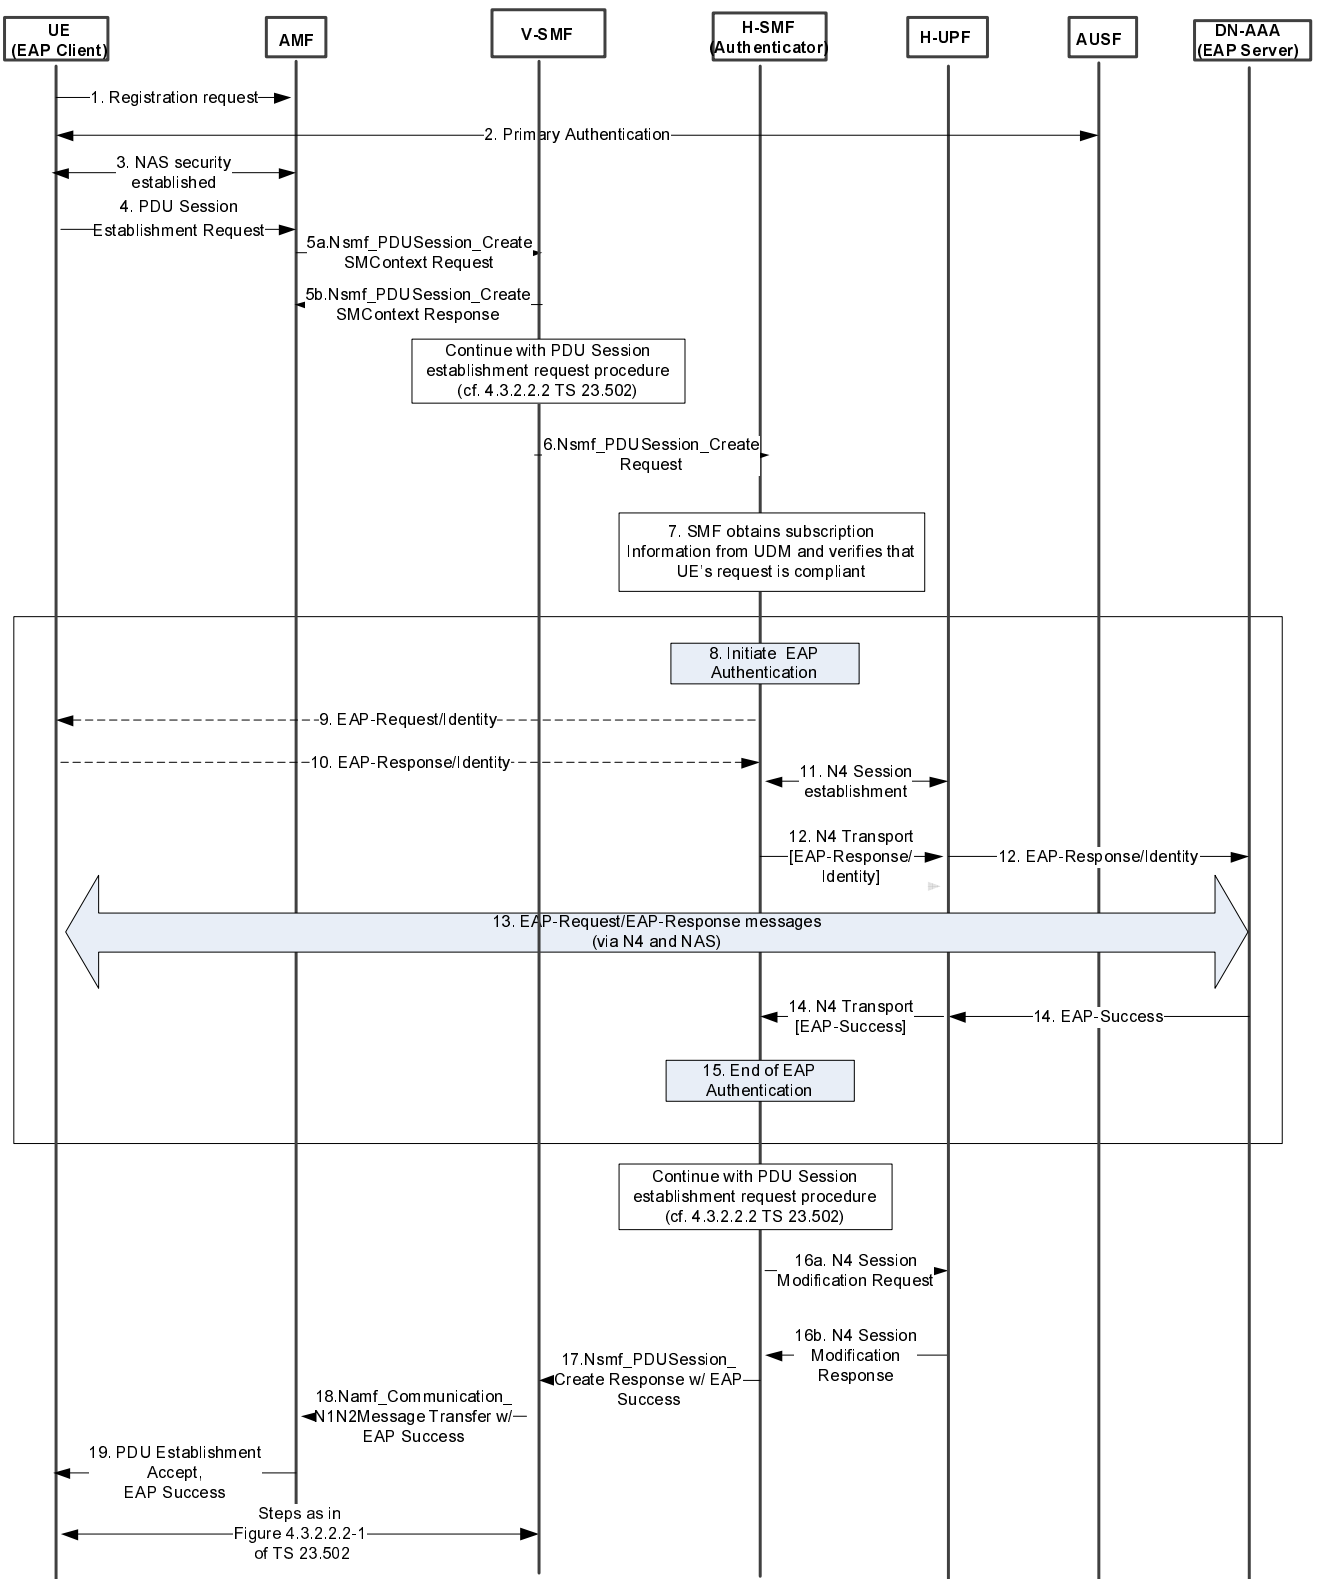 UE
(EAP Client)
AMF
V-SMF
H-SMF
(Authenticator)
H-UPF
AUSF
DN-AAA
(EAP Server)
1. Registration request
2. Primary Authentication
3. NAS security
established
4. PDU Session
Establishment Request
5a.Nsmf_PDUSession_Create
SMContext Request
5b.Nsmf_PDUSession_Create
SMContext Response
Continue with PDU Session
establishment request procedure
(cf. 4.3.2.2.2 TS 23.502)
6.Nsmf_PDUSession_Create
Request
7. SMF obtains subscription
Information from UDM and verifies that
UE's request is compliant
8. Initiate EAP
Authentication
9. EAP-Request/Identity
10. EAP-Response/Identity
11. N4 Session
establishment
12. N4 Transport
[EAP-Response/
Identity]
12. EAP-Response/Identity
13. EAP-Request/EAP-Response messages
(via N4 and NAS)
14. N4 Transport
[EAP-Success]
14. EAP-Success
15. End of EAP
Authentication
Continue with PDU Session
establishment request procedure
(cf. 4.3.2.2.2 TS 23.502)
16a. N4 Session
Modification Request
16b. N4 Session
Modification
Response
17.Nsmf_PDUSession_
Create Response w/ EAP
Success
18.Namf_Communication_
N1N2Message Transfer w/
EAP Success
19. PDU Establishment
Accept,
EAP Success
Steps as in
Figure 4.3.2.2.2-1
of TS 23.502